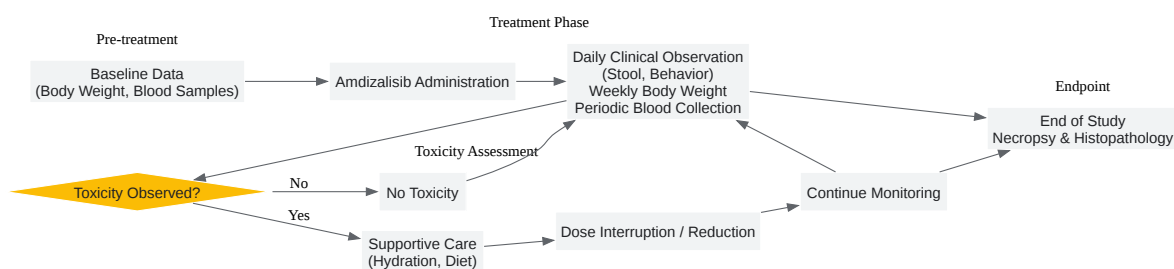 Treatment Phase
Pre-treatment
Baseline Data
(Body Weight, Blood Samples)
Amdizalisib Administration
Daily Clinical Observation
(Stool, Behavior)
Weekly Body Weight
Periodic Blood Collection
Endpoint
End of Study
Necropsy & Histopathology
Toxicity Assessment
Toxicity Observed?
No
No Toxicity
Continue Monitoring
Yes
Supportive Care
(Hydration, Diet)
Dose Interruption / Reduction